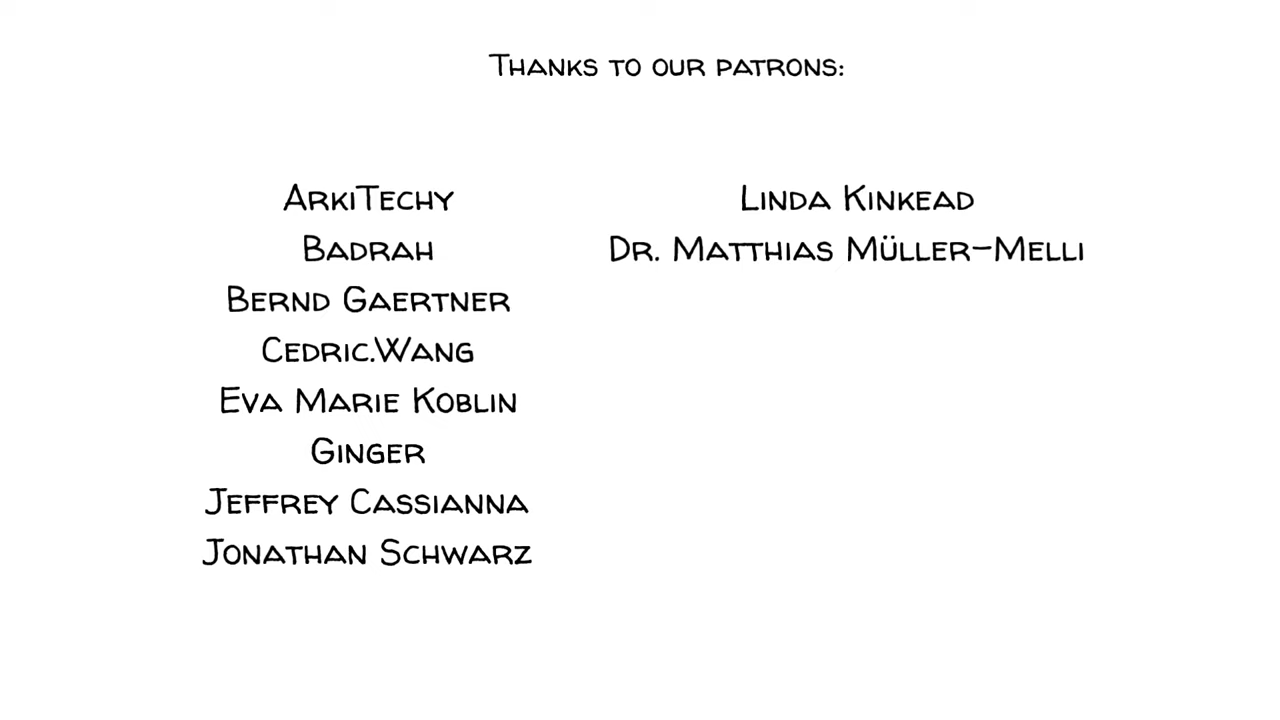 Thanks to our patrons:
ArkiTechy
Badrah
Bernd Gaertner
Cedric.Wang
Eva Marie Koblin
Ginger
Jeffrey Cassianna
Jonathan Schwarz
Linda Kinkead
Dr. Matthias Müller-Melli